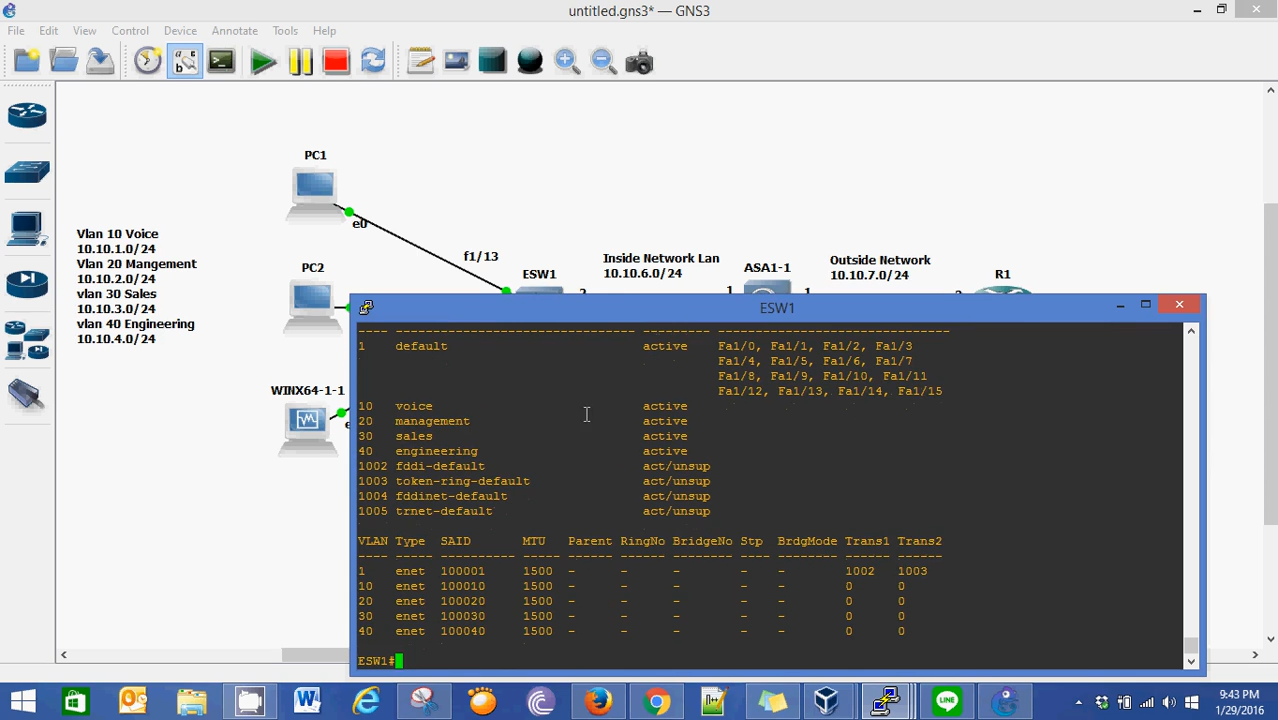 untitled.gns3* — GNS3
File Edit View Control Device Annotate Tools Help
PC1
e0
Vlan 10 Voice
10.10.1.0/24
Vlan 20 Mangement
10.10.2.0/24
vlan 30 Sales
10.10.3.0/24
vlan 40 Engineering
10.10.4.0/24
PC2
f1/13
ESW1
Inside Network Lan
10.10.6.0/24
ASA1-1
Outside Network
10.10.7.0/24
R1
2 1 1 2
WINX64-1-1
e
ESW1
---- -------------------------------- --------- -------------------------------
1 default active Fa1/0, Fa1/1, Fa1/2, Fa1/3
Fa1/4, Fa1/5, Fa1/6, Fa1/7
Fa1/8, Fa1/9, Fa1/10, Fa1/11
Fa1/12, Fa1/13, Fa1/14, Fa1/15
10 voice active
20 management active
30 sales active
40 engineering active
1002 fddi-default act/unsup
1003 token-ring-default act/unsup
1004 fddinet-default act/unsup
1005 trnet-default act/unsup
VLAN Type SAID MTU Parent RingNo BridgeNo Stp BrdgMode Trans1 Trans2
---- ----- ---------- ----- ------ ------ -------- ---- -------- ------ ------
1 enet 100001 1500 - - - - - 1002 1003
10 enet 100010 1500 - - - - - 0 0
20 enet 100020 1500 - - - - - 0 0
30 enet 100030 1500 - - - - - 0 0
40 enet 100040 1500 - - - - - 0 0
ESW1#
9:43 PM
1/29/2016